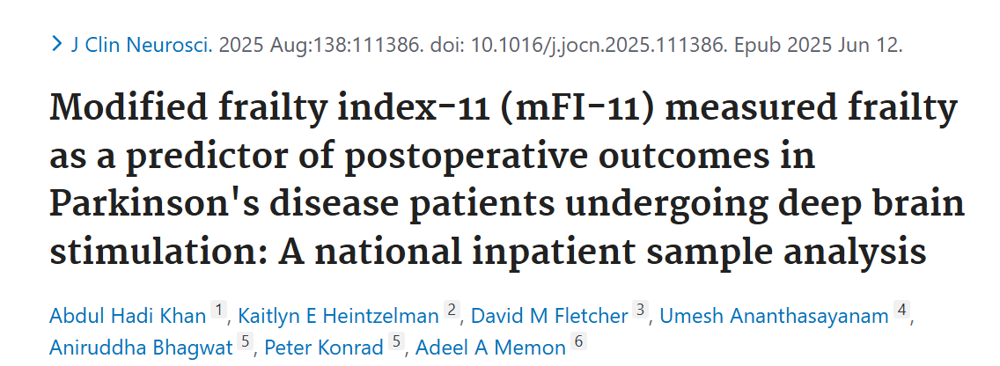 J Clin Neurosci. 2025 Aug:138:111386. doi: 10.1016/j.jocn.2025.111386. Epub 2025 Jun 12.
Modified frailty index-11 (mFI-11) measured frailty
as a predictor of postoperative outcomes in
Parkinson's disease patients undergoing deep brain
stimulation: A national inpatient sample analysis
Abdul Hadi Khan 1, Kaitlyn E Heintzelman 2, David M Fletcher 3, Umesh Ananthasayanam 4,
Aniruddha Bhagwat 5, Peter Konrad 5, Adeel A Memon 6